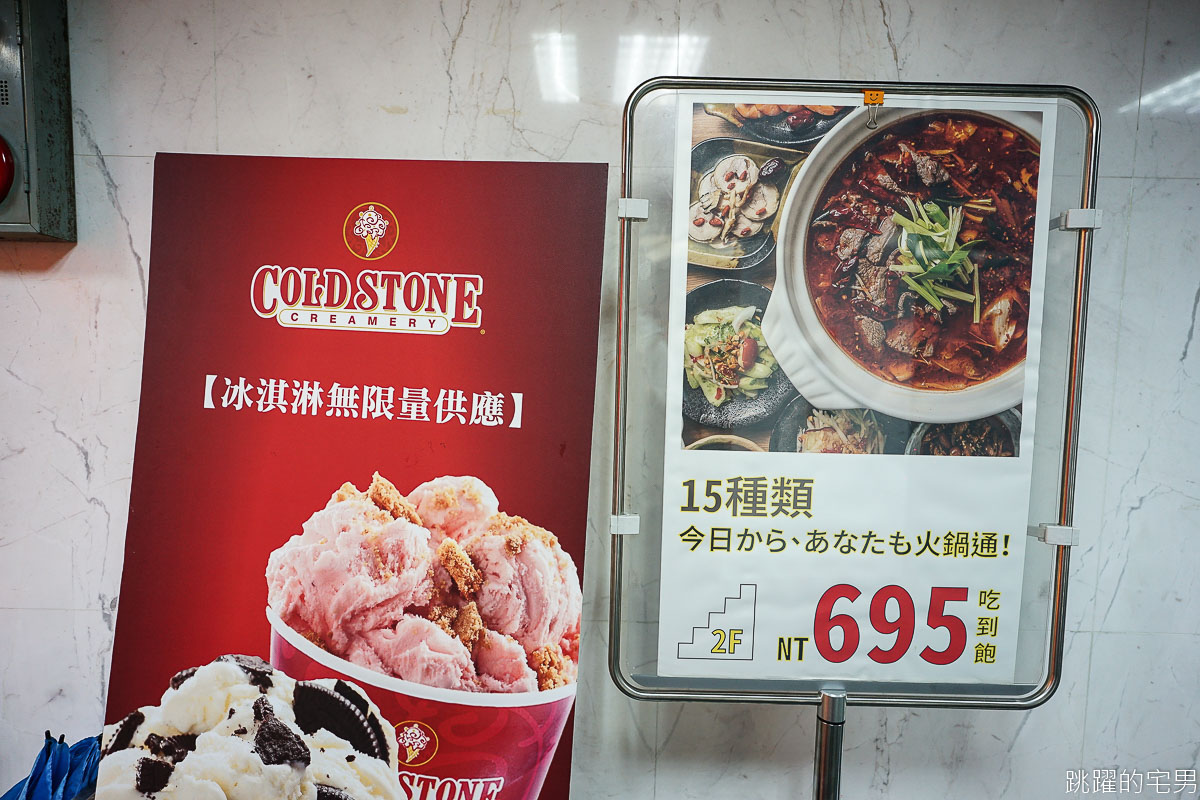 COLD STONE
CREAMERY
【冰淇淋無限量供應】
STONE
15種類
今日から、あなたも火鍋通!
2F
NT 695 吃到飽
跳躍的宅男